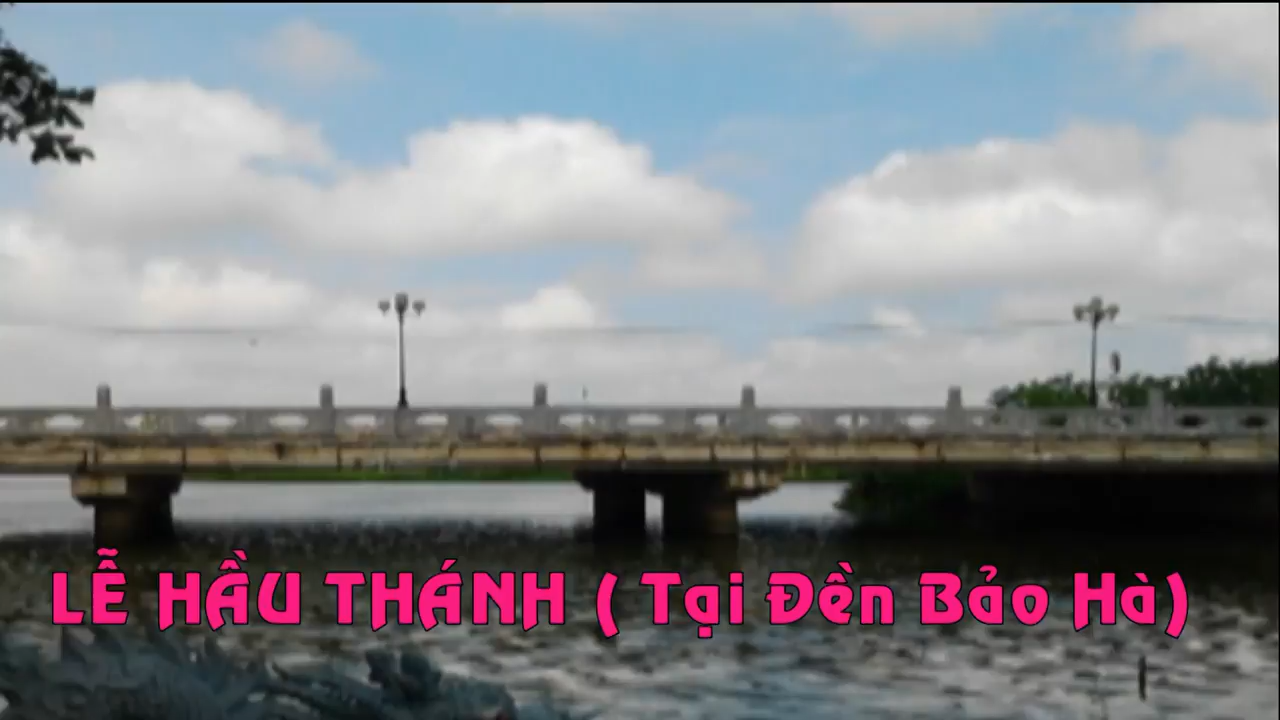 LỄ HẦU THÁNH ( Tại Đền Bảo Hà)